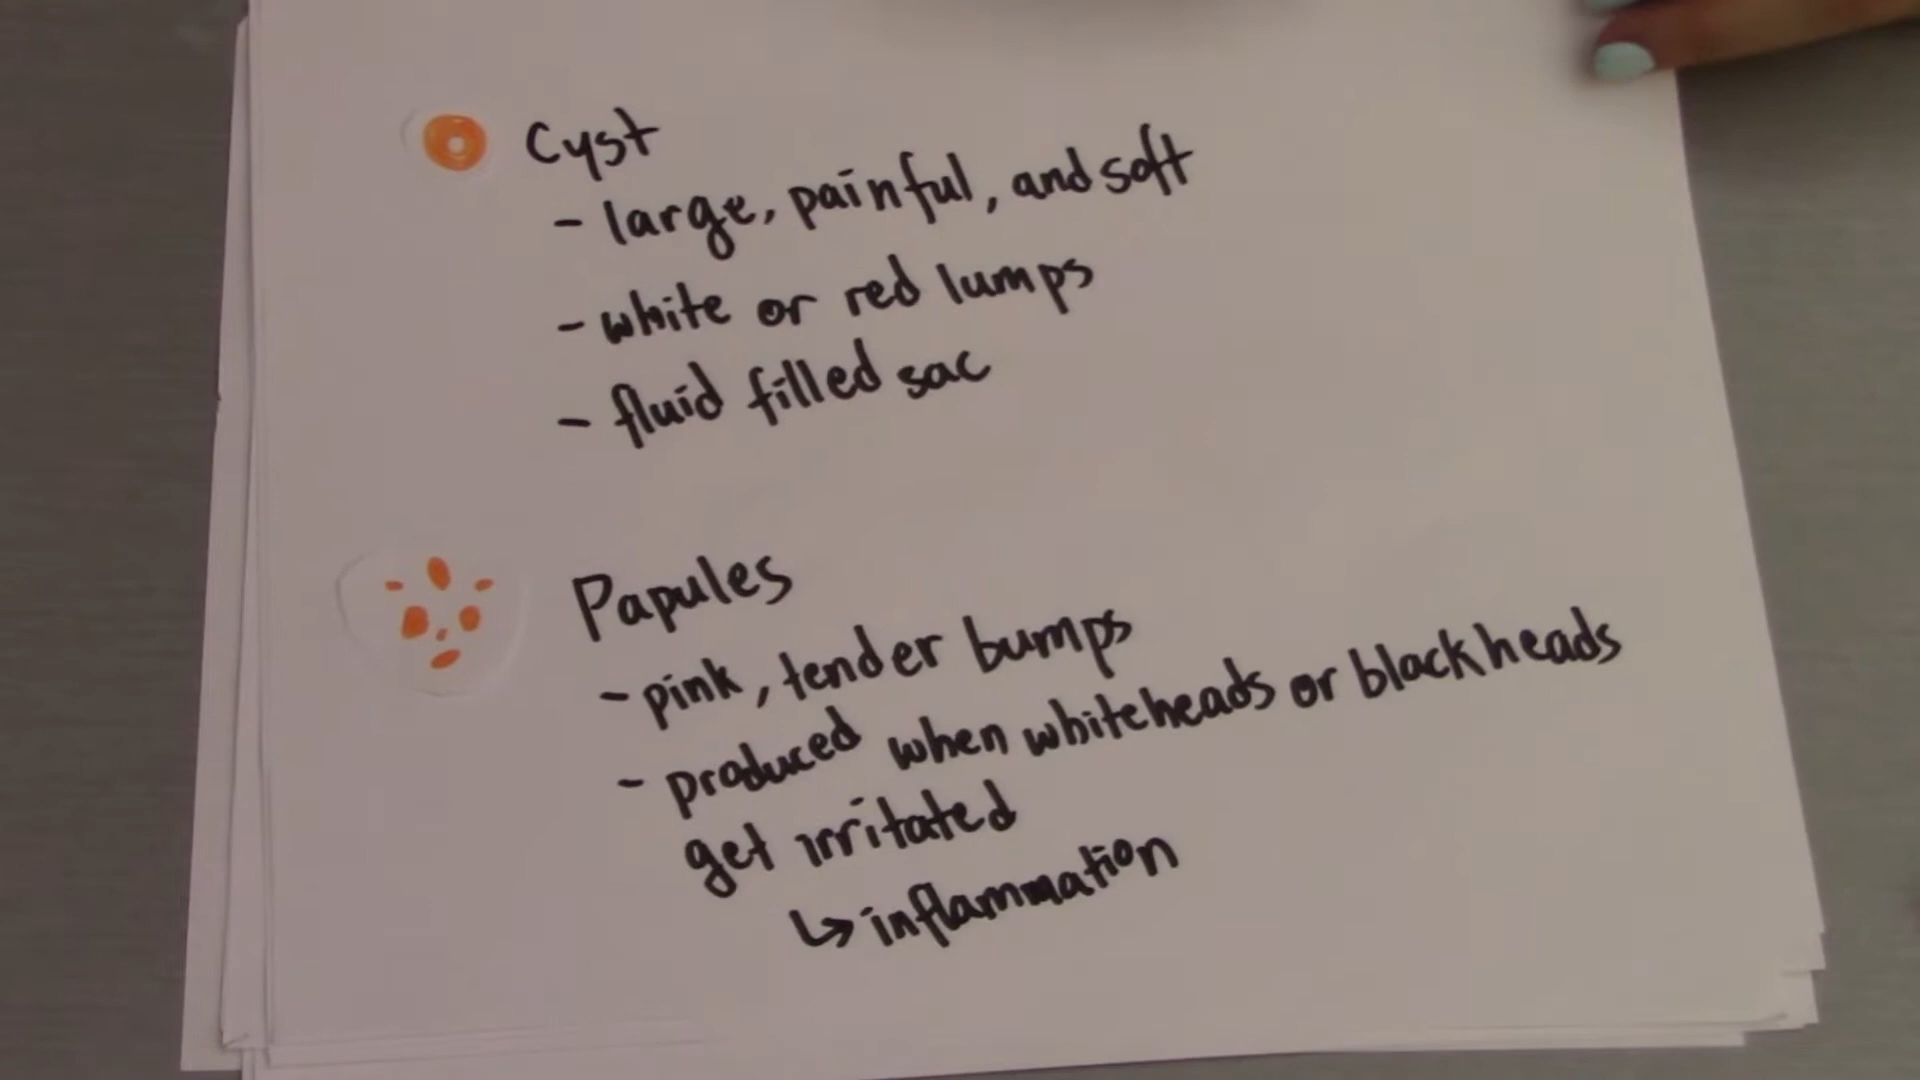 Cyst
- large, painful, and soft
- white or red lumps
- fluid filled sac
Papules
- pink, tender bumps
- produced when whiteheads or blackheads
get irritated
↳ inflammation